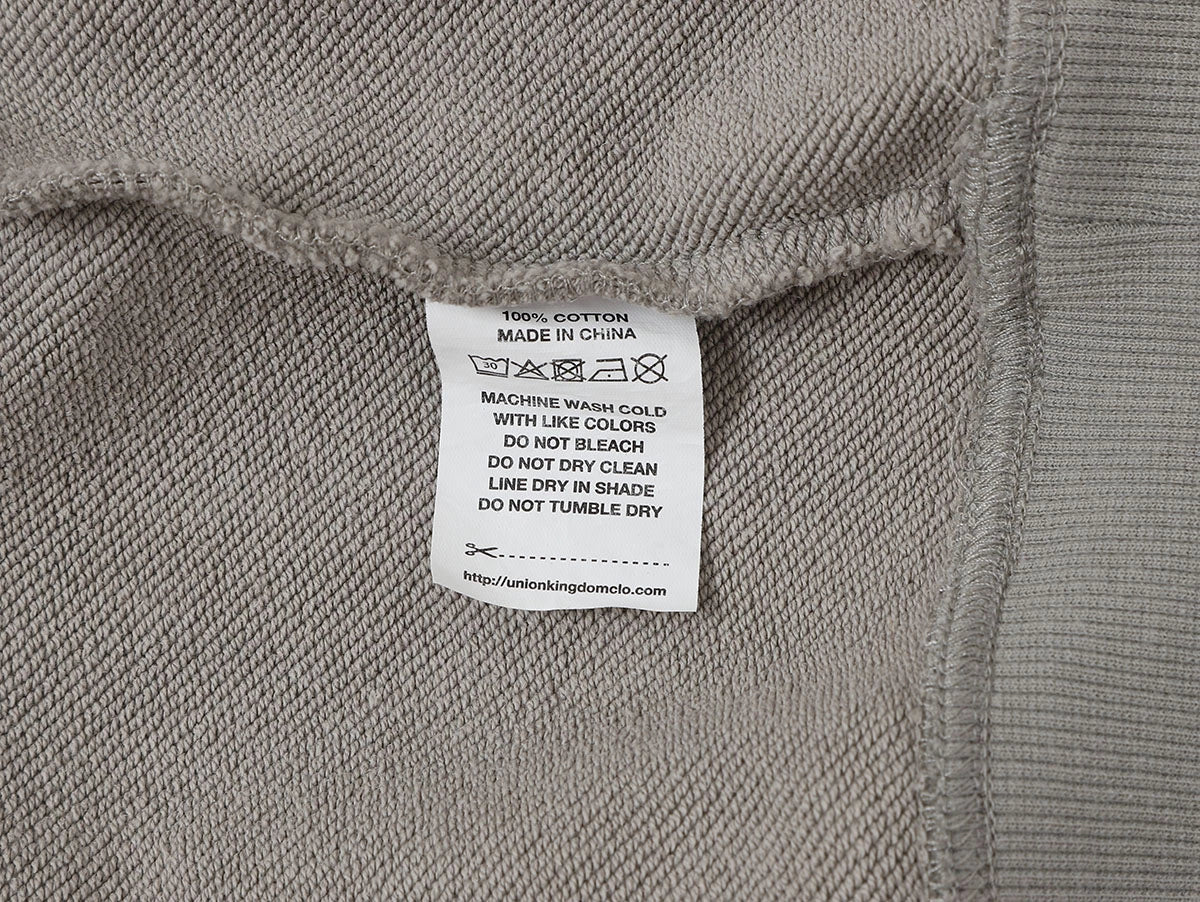 100% COTTON
MADE IN CHINA
30
MACHINE WASH COLD
WITH LIKE COLORS
DO NOT BLEACH
DO NOT DRY CLEAN
LINE DRY IN SHADE
DO NOT TUMBLE DRY
http://unionkingdomclo.com